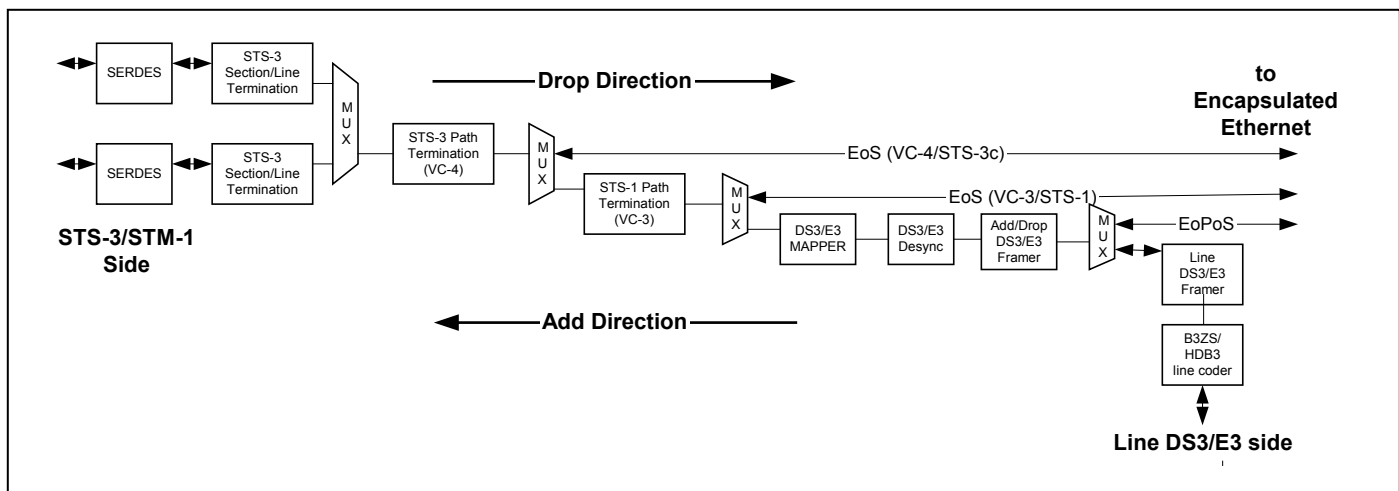 SERDES
STS-3
Section/Line
Termination
M
U
X
Drop Direction
to
Encapsulated
Ethernet
STS-3 Path
Termination
(VC-4)
M
U
X
EoS (VC-4/STS-3c)
SERDES
STS-3
Section/Line
Termination
STS-1 Path
Termination
(VC-3)
M
U
X
EoS (VC-3/STS-1)
STS-3/STM-1
Side
DS3/E3
MAPPER
DS3/E3
Desync
Add/Drop
DS3/E3
Framer
M
U
X
EoPoS
Line
DS3/E3
Framer
Add Direction
B3ZS/
HDB3
line coder
Line DS3/E3 side